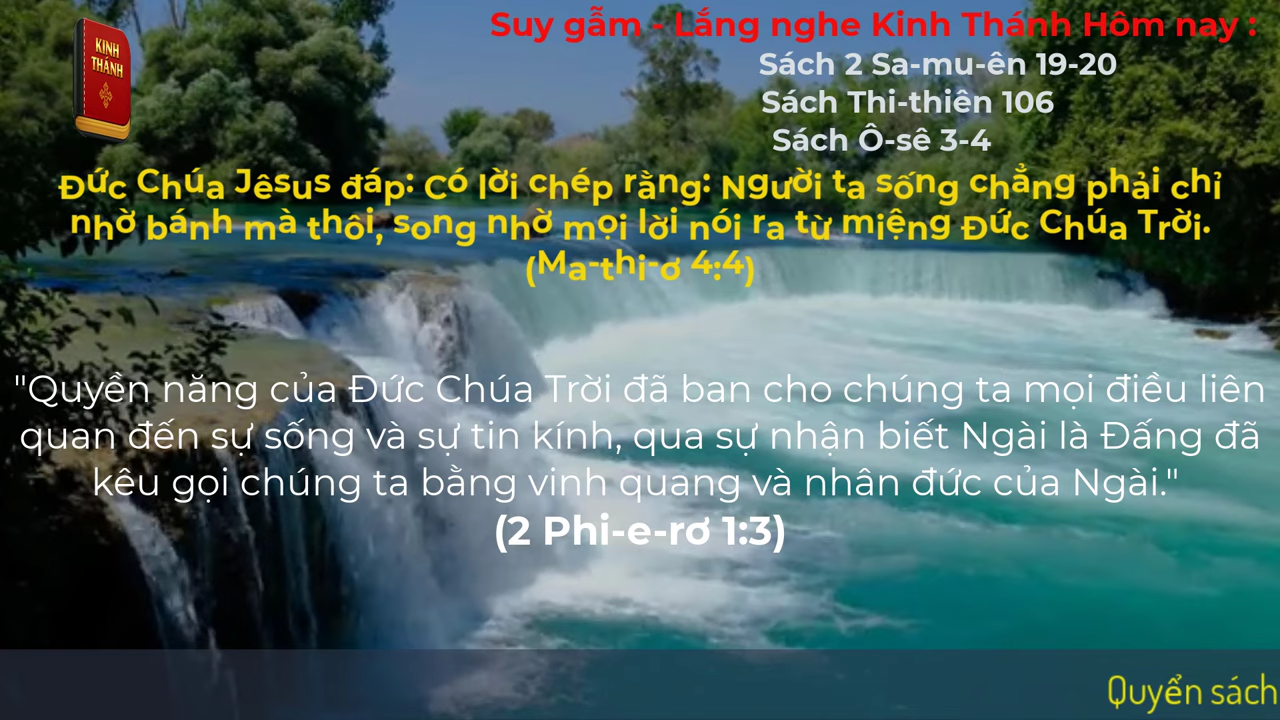 KINH
THÁNH
Suy gẫm - Lắng nghe Kinh Thánh Hôm nay :
Sách 2 Sa-mu-ên 19-20
Sách Thi-thiên 106
Sách Ô-sê 3-4
Đức Chúa Jêsus đáp: Có lời chép rằng: Người ta sống chẳng phải chỉ
nhờ bánh mà thôi, song nhờ mọi lời nói ra từ miệng Đức Chúa Trời.
(Ma-thi-ơ 4:4)
"Quyền năng của Đức Chúa Trời đã ban cho chúng ta mọi điều liên
quan đến sự sống và sự tin kính, qua sự nhận biết Ngài là Đấng đã
kêu gọi chúng ta bằng vinh quang và nhân đức của Ngài."
(2 Phi-e-rơ 1:3)
Quyển sách